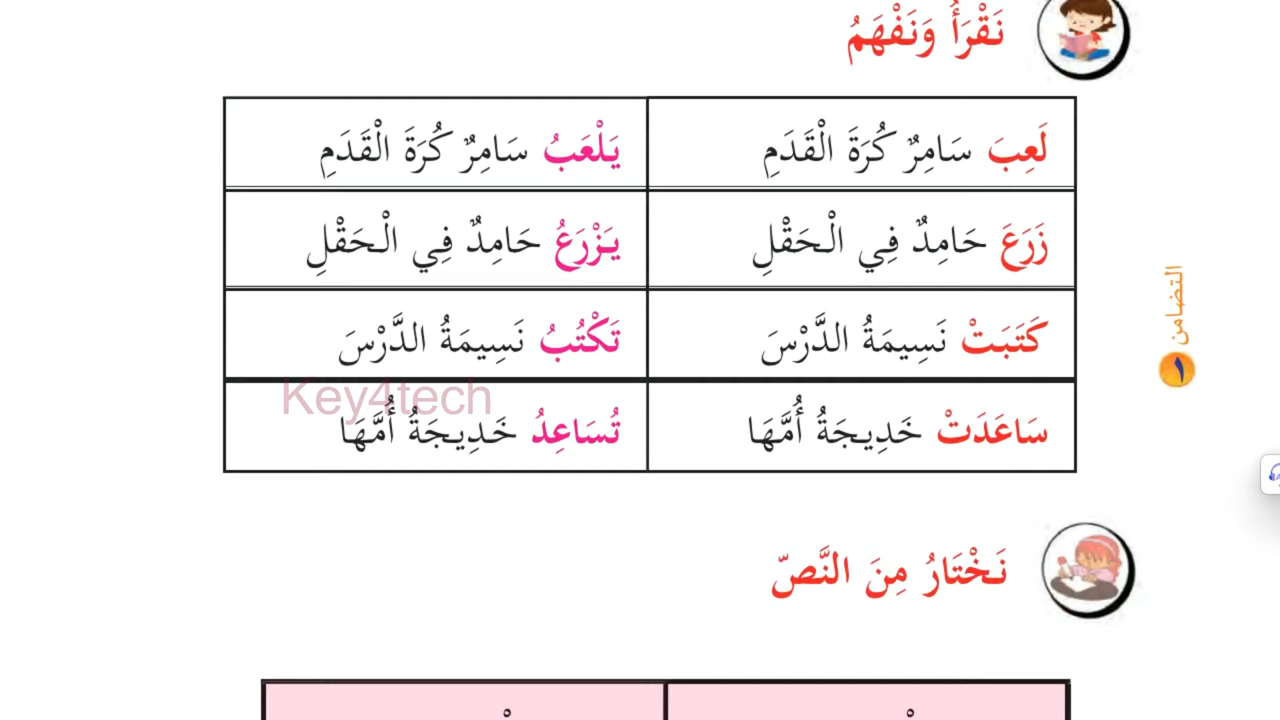 نَقْرَأُ وَنَفْهَمُ
لَعِبَ سَامِرٌ كُرَةَ الْقَدَمِ
يَلْعَبُ سَامِرٌ كُرَةَ الْقَدَمِ
زَرَعَ حَامِدٌ فِي الْحَقْلِ
يَزْرَعُ حَامِدٌ فِي الْحَقْلِ
كَتَبَتْ نَسِيمَةُ الدَّرْسَ
تَكْتُبُ نَسِيمَةُ الدَّرْسَ
سَاعَدَتْ خَدِيجَةُ أُمَّهَا
تُسَاعِدُ خَدِيجَةُ أُمَّهَا
Key4tech
نَخْتَارُ مِنَ النَّصّ
التضامن
١